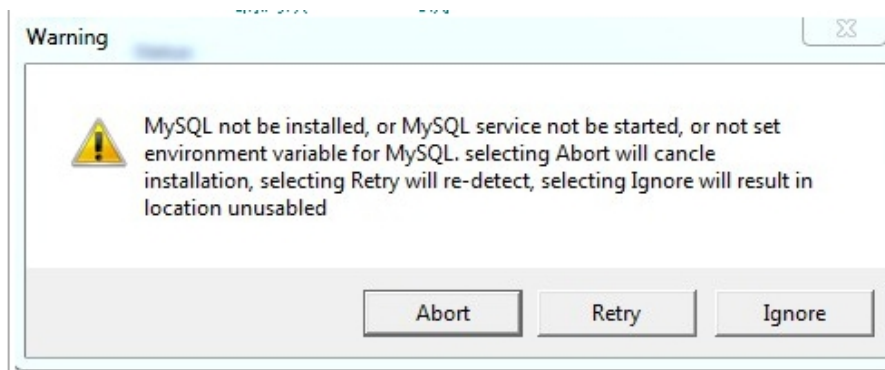 Warning
MySQL not be installed, or MySQL service not be started, or not set
environment variable for MySQL. selecting Abort will cancle
installation, selecting Retry will re-detect, selecting Ignore will result in
location unusabled
Abort Retry Ignore